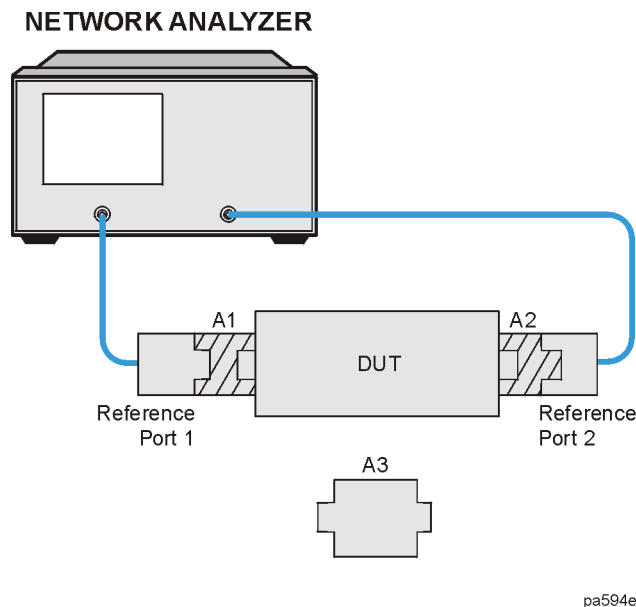 NETWORK ANALYZER
A1
A2
DUT
Reference
Port 1
Reference
Port 2
A3
pa594e